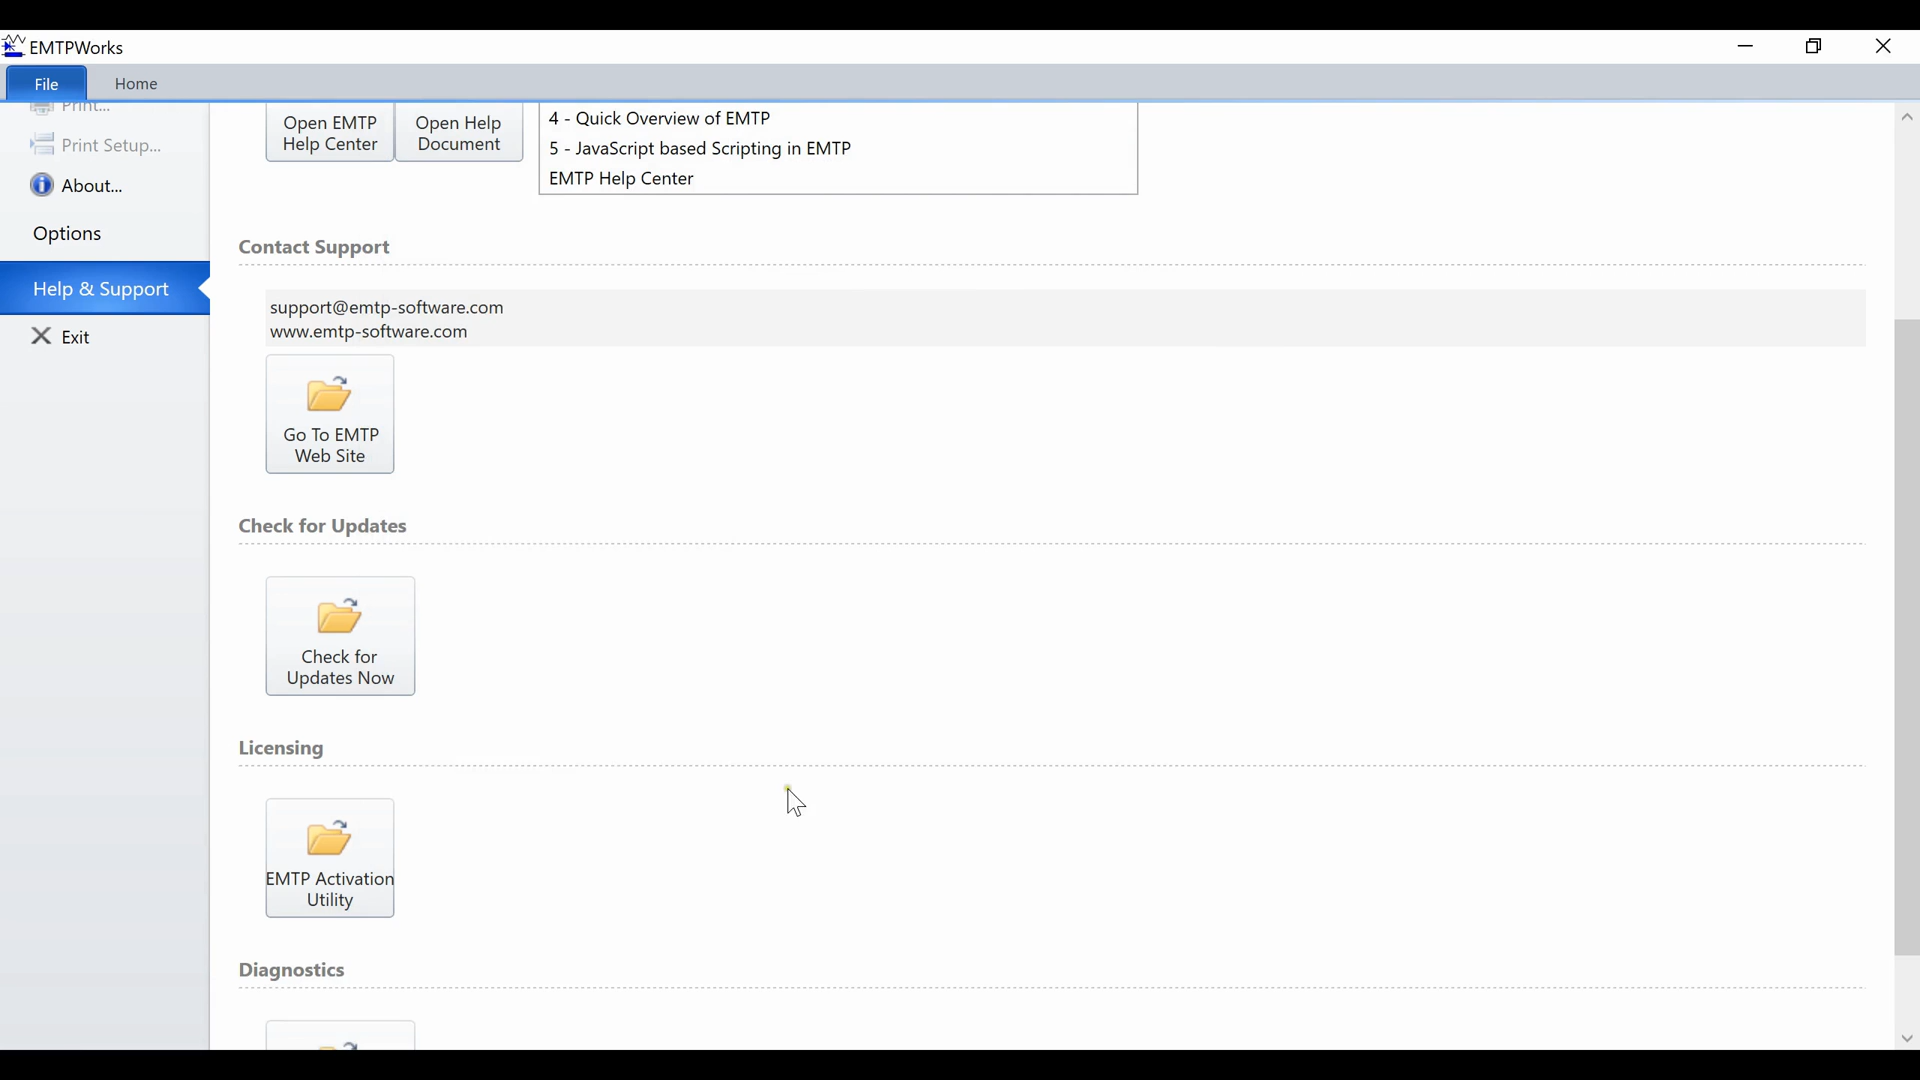 EMTPWorks
File
Home
Print...
Print Setup...
About...
Options
Help & Support
Exit
Open EMTP
Help Center
Open Help
Document
4 - Quick Overview of EMTP
5 - JavaScript based Scripting in EMTP
EMTP Help Center
Contact Support
support@emtp-software.com
www.emtp-software.com
Go To EMTP
Web Site
Check for Updates
Check for
Updates Now
Licensing
EMTP Activation
Utility
Diagnostics